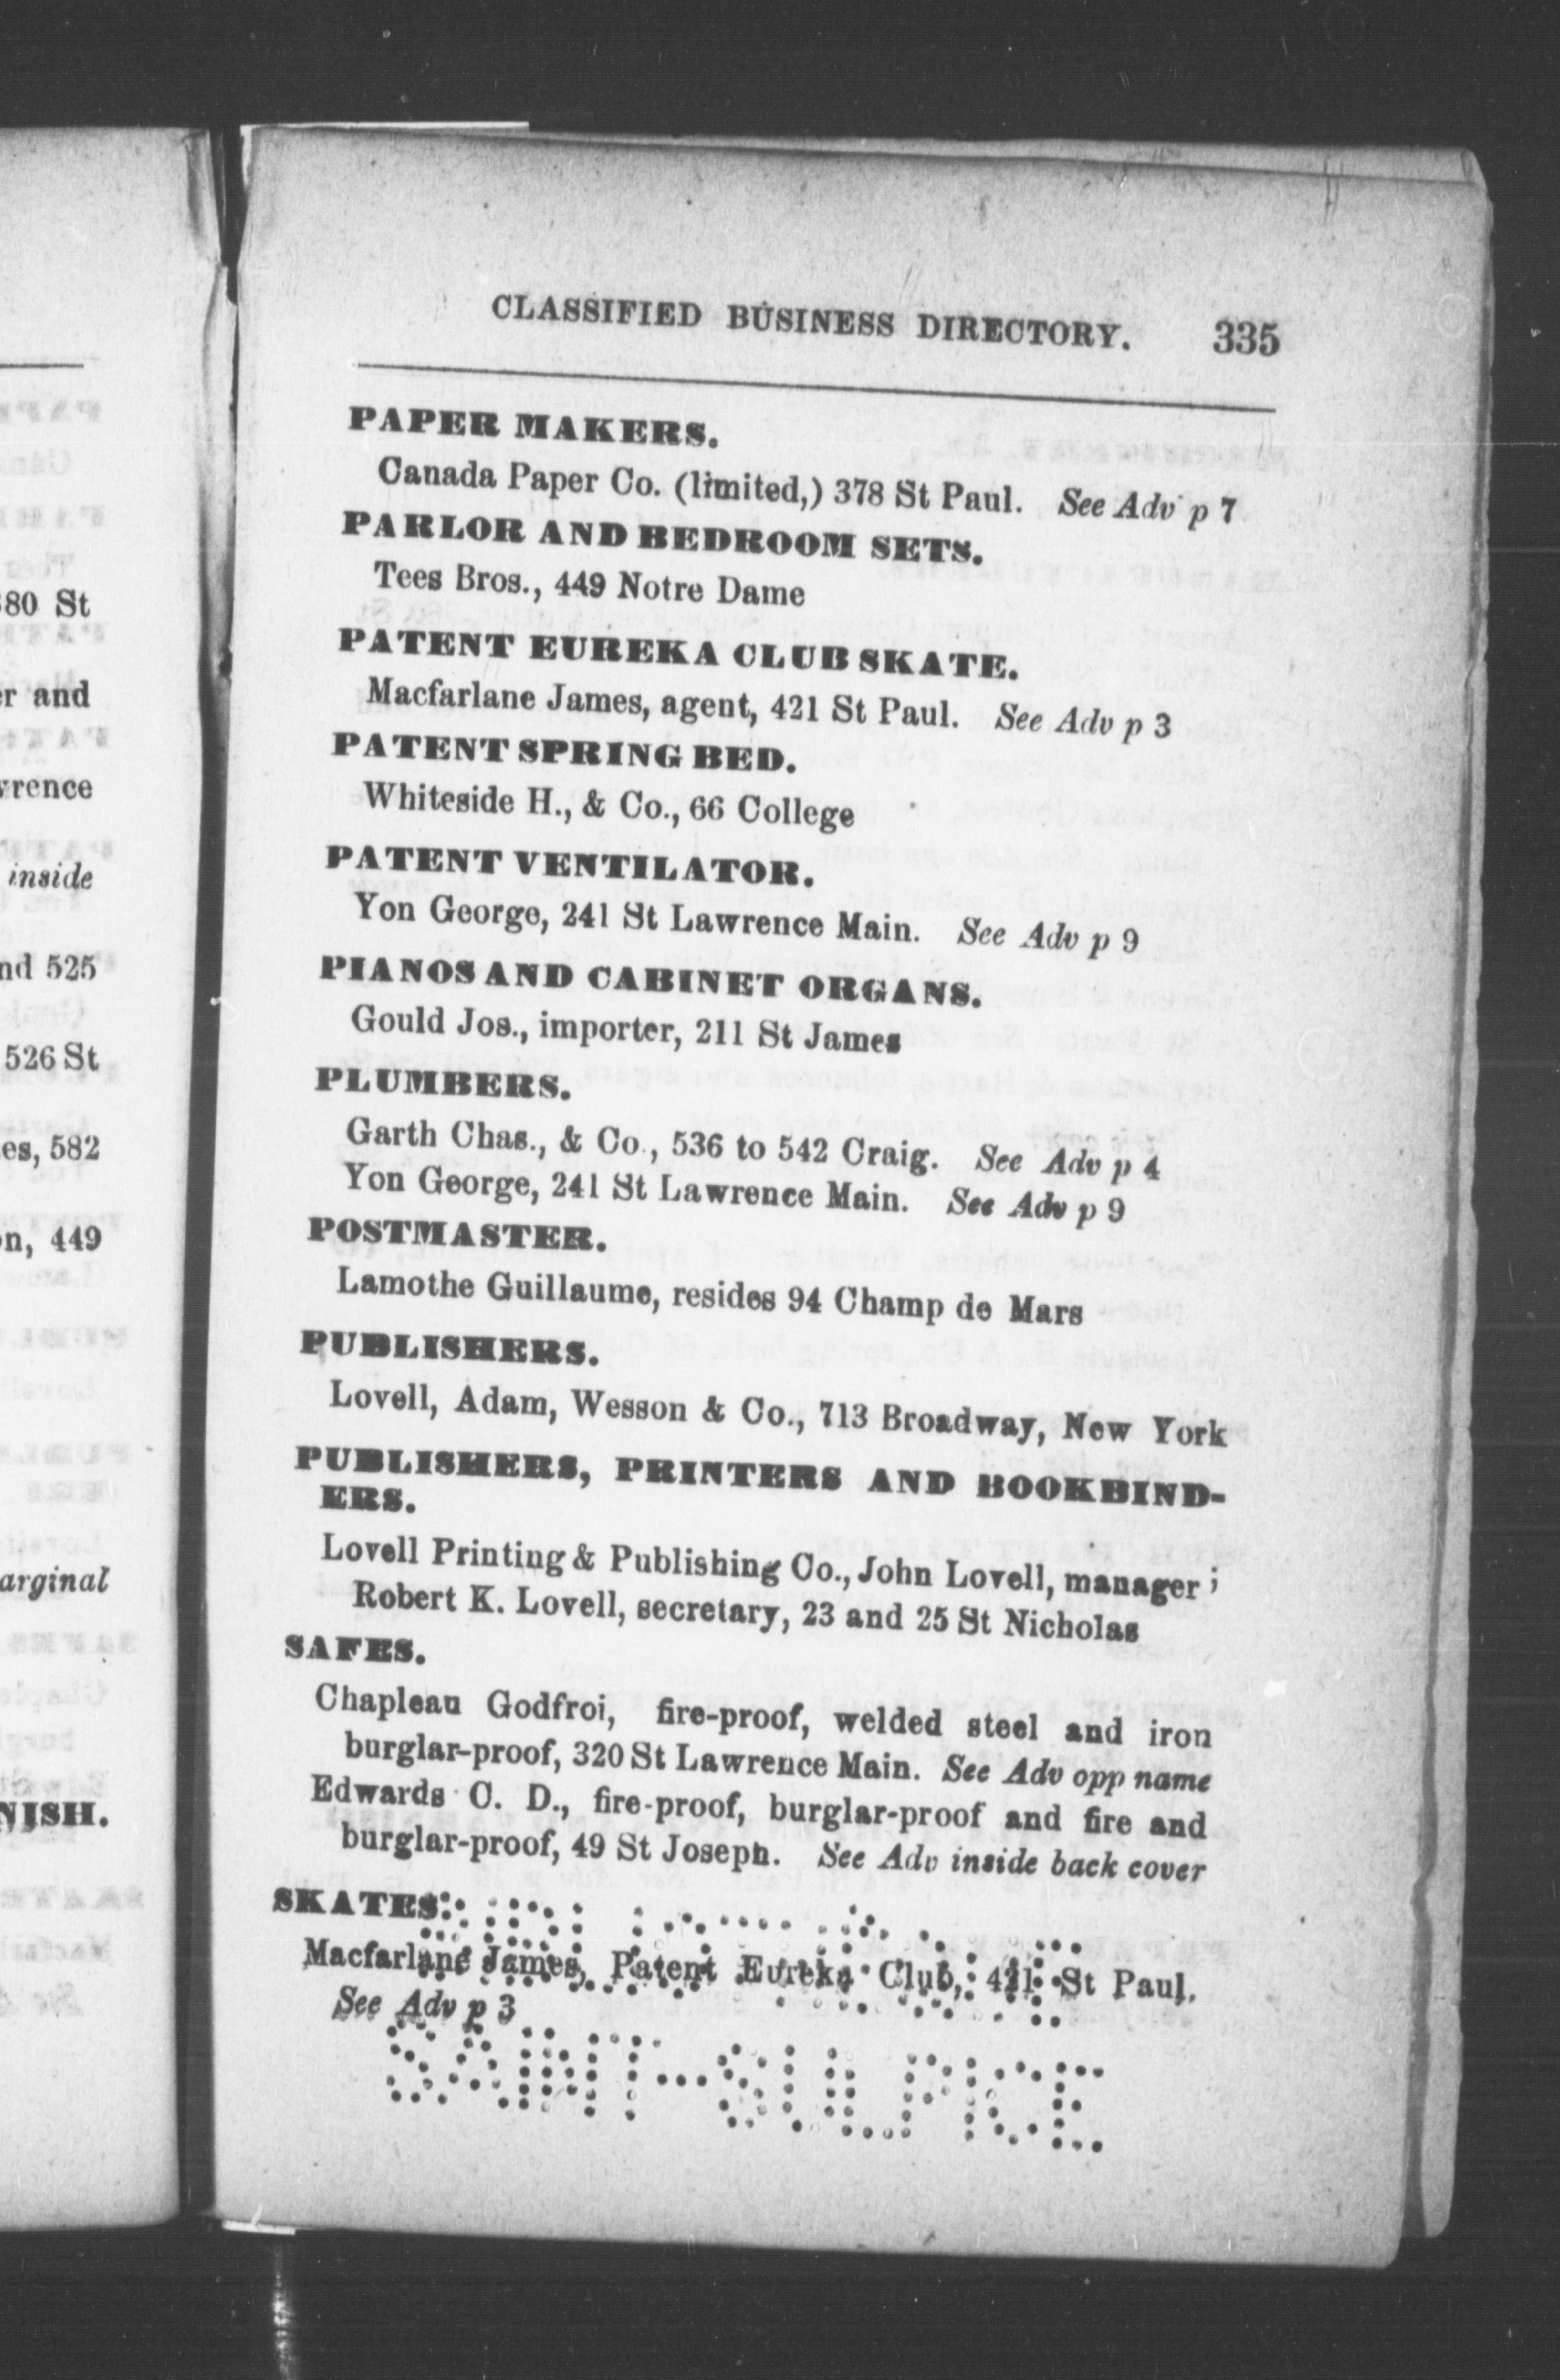 80 St
and
inside
525
526 St
582
449
CLASSIFIED BUSINESS DIRECTORY. 335
PAPER MAKERS.
Canada Paper Co. (limited,) 378 St Paul. See Adv p 7
PARLOR AND BEDROOM SETS.
Tees Bros., 449 Notre Dame
PATENT EUREKA CLUB SKATE.
Macfarlane James, agent, 421 St Paul. See Adv p 3
PATENT SPRING BED.
Whiteside H., & Co., 66 College
PATENT VENTILATOR.
Yon George, 241 St Lawrence Main. See Adv p 9
PIANOS AND CABINET ORGANS.
Gould Jos., importer, 211 St James
PLUMBERS.
Garth Chas., & Co., 536 to 542 Craig. See Adv p 4
Yon George, 241 St Lawrence Main. See Adv p 9
POSTMASTER.
Lamothe Guillaume, resides 94 Champ de Mars
PUBLISHERS.
Lovell, Adam, Wesson & Co., 713 Broadway, New York
PUBLISHERS, PRINTERS AND BOOKBIND-
ERS.
Lovell Printing & Publishing Co., John Lovell, manager;
Robert K. Lovell, secretary, 23 and 25 St Nicholas
SAFES.
Chapleau Godfroi, fire-proof, welded steel and iron
burglar-proof, 320 St Lawrence Main. See Adv opp name
Edwards C. D., fire-proof, burglar-proof and fire and
burglar-proof, 49 St Joseph. See Adv inside back cover
SKATES.
Macfarlane James, Patent Eureka Club, 421 St Paul.
See Adv p 3
SAINT-SULPICE